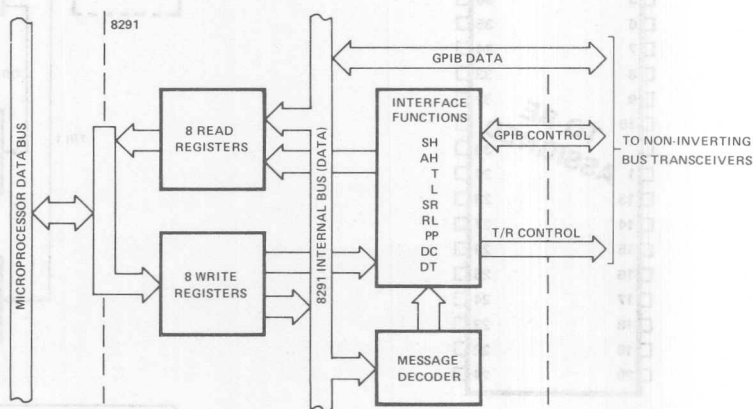 8291
MICROPROCESSOR DATA BUS
8 READ
REGISTERS
8 WRITE
REGISTERS
8291 INTERNAL BUS (DATA)
GPIB DATA
INTERFACE
FUNCTIONS
SH
AH
T
L
SR
RL
PP
DC
DT
GPIB CONTROL
T/R CONTROL
TO NON-INVERTING
BUS TRANSCEIVERS
MESSAGE
DECODER